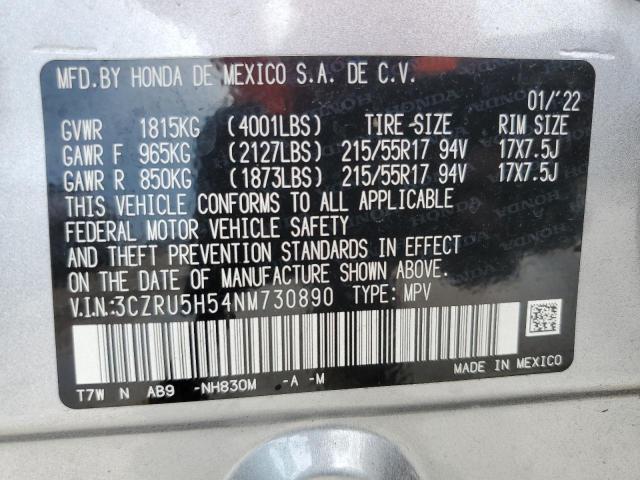 MFD.BY HONDA DE MEXICO S.A. DE C.V.
01/'22
GVWR 1815KG (4001LBS) TIRE-SIZE RIM SIZE
GAWR F 965KG (2127LBS) 215/55R17 94V 17X7.5J
GAWR R 850KG (1873LBS) 215/55R17 94V 17X7.5J
THIS VEHICLE CONFORMS TO ALL APPLICABLE
FEDERAL MOTOR VEHICLE SAFETY
AND THEFT PREVENTION STANDARDS IN EFFECT
ON THE DATE OF MANUFACTURE SHOWN ABOVE.
V.I.N.:3CZRU5H54NM730890 TYPE: MPV
MADE IN MEXICO
T7W N AB9 -NH830M -A -M